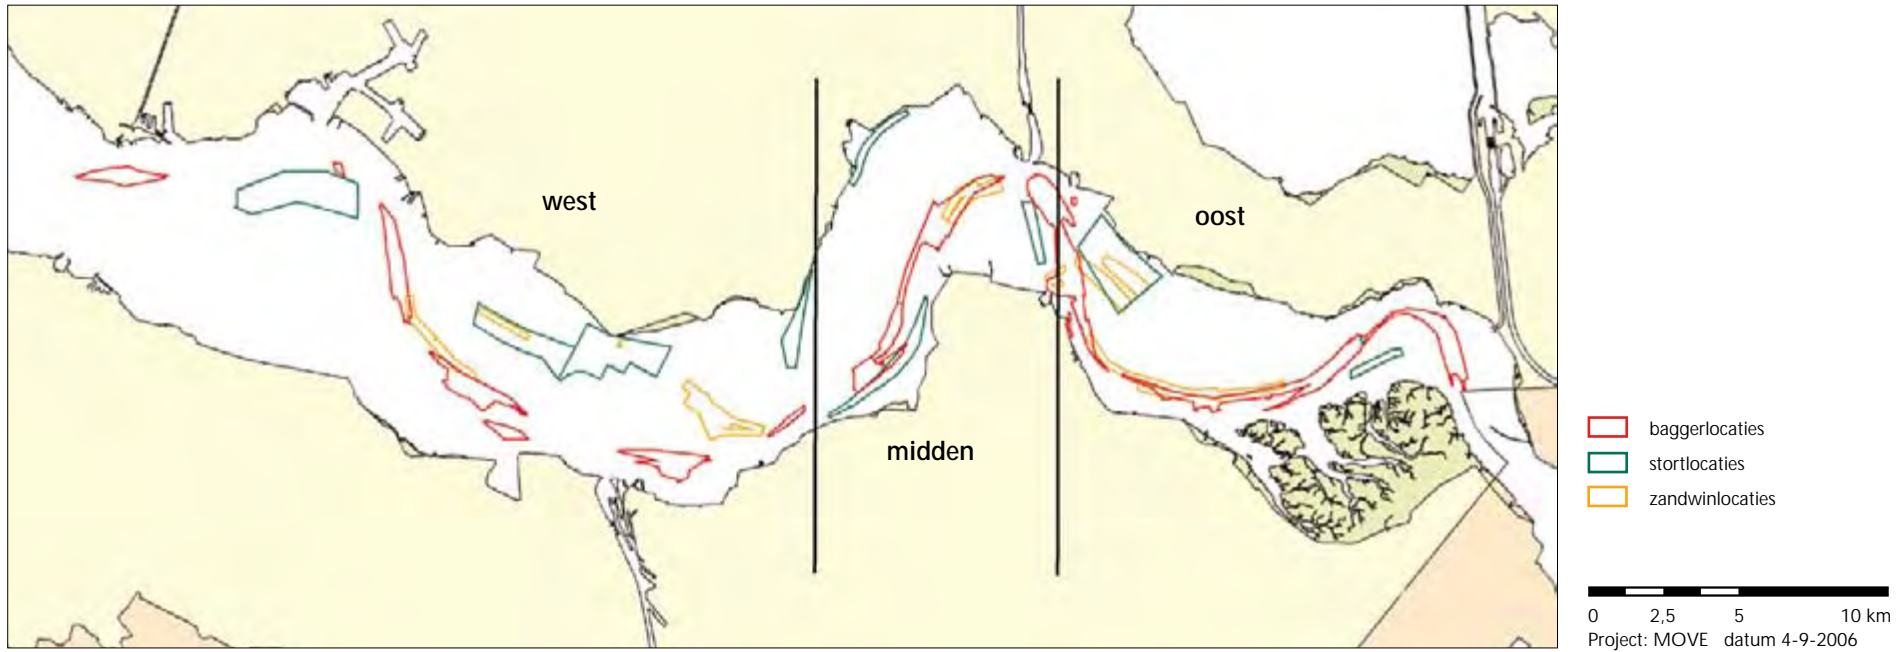 west
oost
midden
baggerlocaties
stortlocaties
zandwinlocaties
0 2,5 5 10 km
Project: MOVE datum 4-9-2006